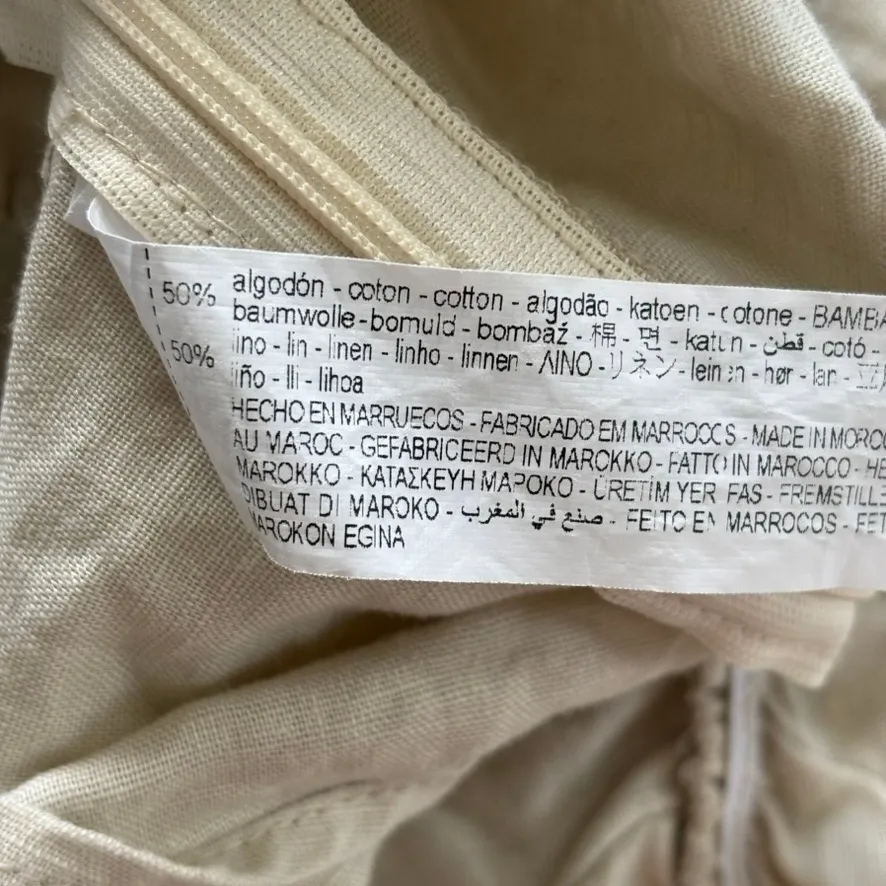 50% algodón - coton - cotton - algodão - katoen - cotone - BAMBA
baumwolle - bomuld - bombaž - 棉 - 면 - katun - قطن - cotó -
50% lino - lin - linen - linho - linnen - ΛΙΝΟ - リネン - leinen - hør - lan -
liño - lli - lihoa
HECHO EN MARRUECOS - FABRICADO EM MARROCOS - MADE IN MOROC
AU MAROC - GEFABRICEERD IN MAROKKO - FATTO IN MAROCCO - HE
MAROKKO - ΚΑΤΑΣΚΕΥΗ ΜΑΡΟΚΟ - ÜRETİM YERİ FAS - FREMSTILLE
DIBUAT DI MAROKO - صنع في المغرب - FEITO EN MARROCOS - FET
MAROKON EGINA